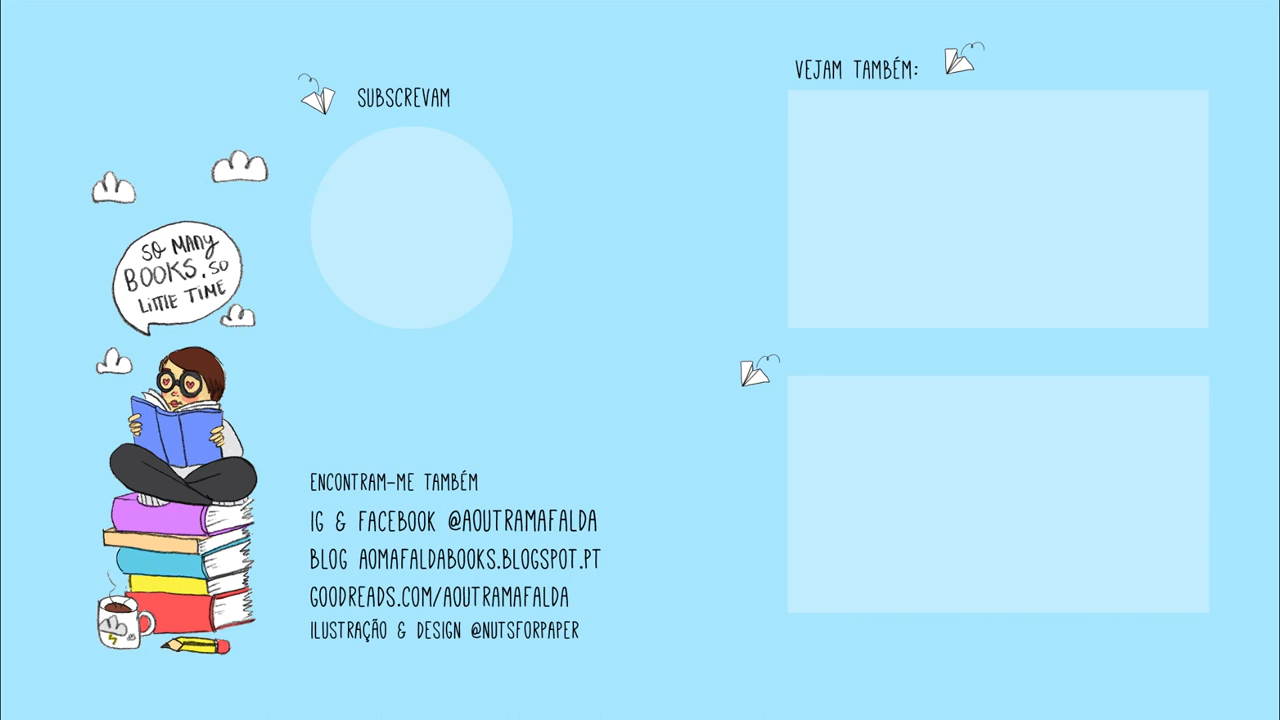 SUBSCREVAM
VEJAM TAMBÉM:
SO MANY
BOOKS, SO
LITTLE TIME
ENCONTRAM-ME TAMBÉM
IG & FACEBOOK @AOUTRAMAFALDA
BLOG AOMAFALDABOOKS.BLOGSPOT.PT
GOODREADS.COM/AOUTRAMAFALDA
ILUSTRAÇÃO & DESIGN @NUTSFORPAPER